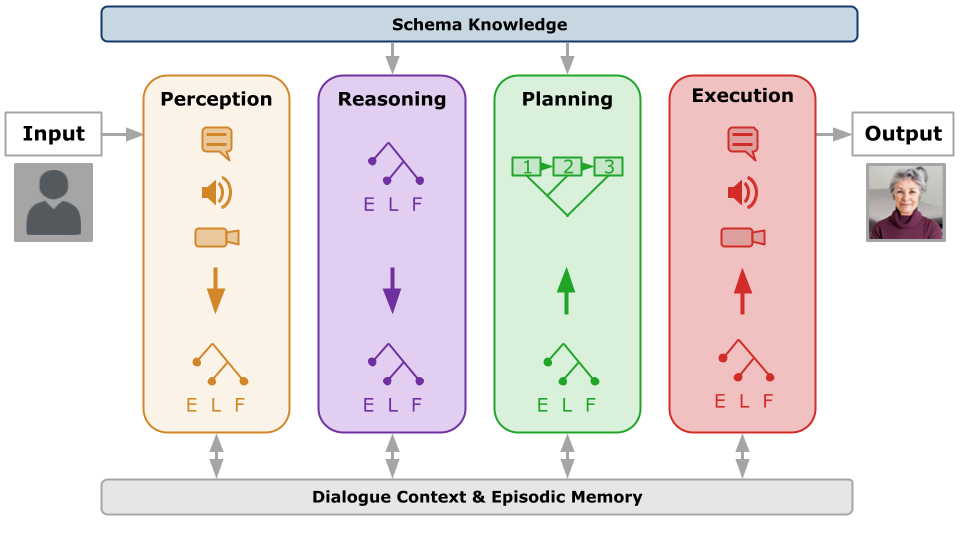 Schema Knowledge
Perception
Reasoning
Planning
Execution
Input
Output
1 2 3
E L F
E L F
E L F
E L F
E L F
Dialogue Context & Episodic Memory